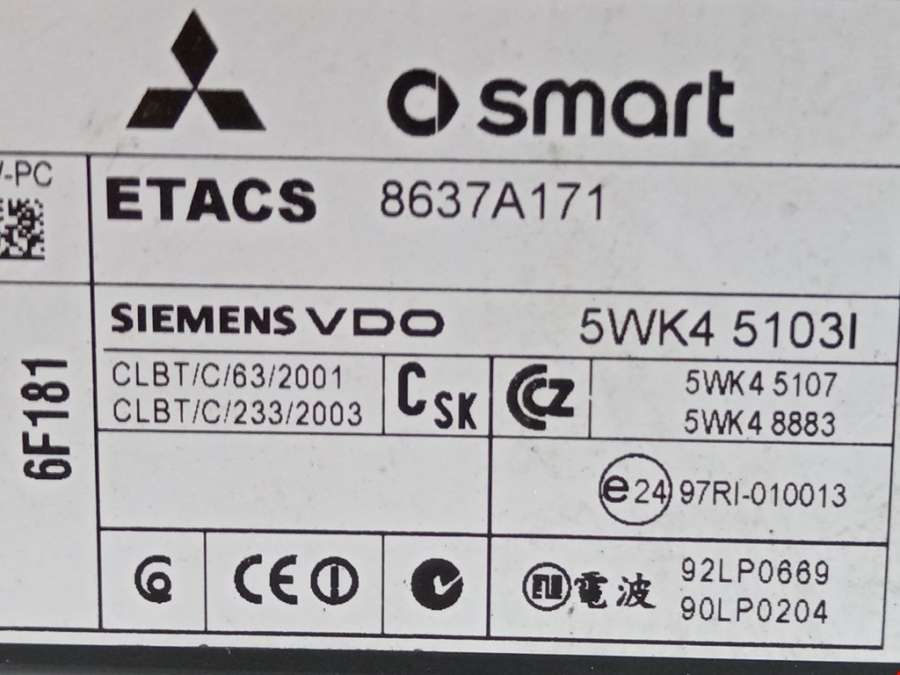 smart
V-PC
ETACS 8637A171
SIEMENS VDO 5WK4 5103I
6F181
CLBT/C/63/2001
CLBT/C/233/2003
CSK
CCZ
5WK4 5107
5WK4 8883
e24 97RI-010013
CE
電波
92LP0669
90LP0204